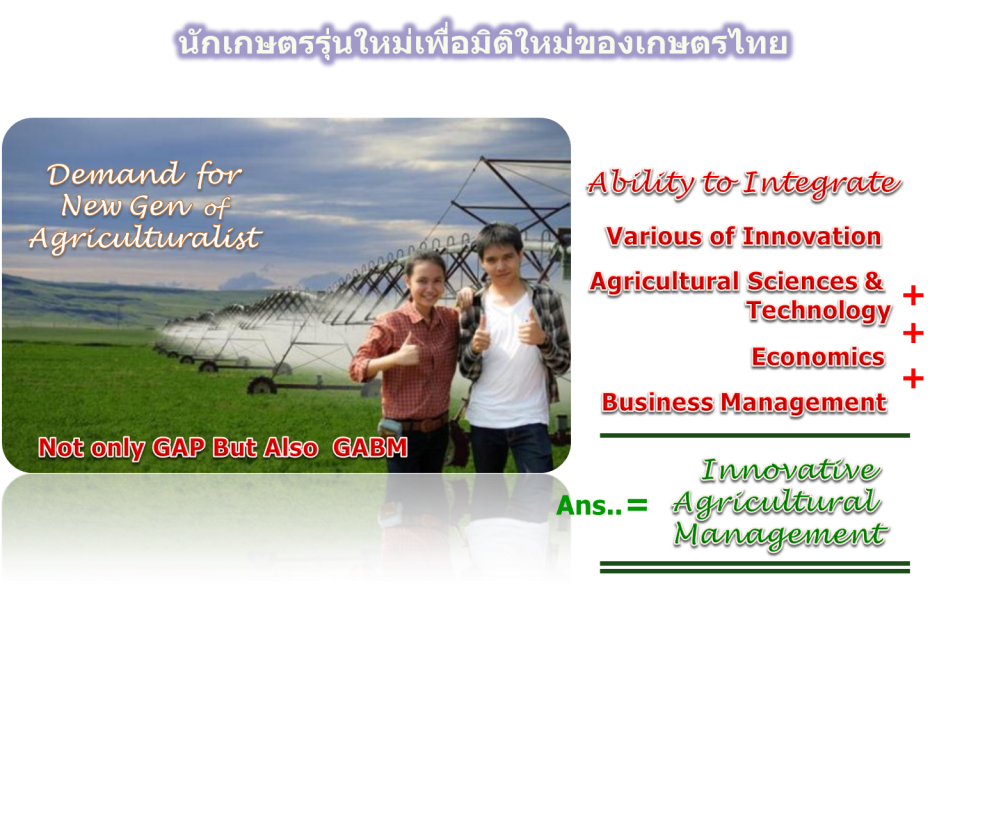 นักเกษตรรุ่นใหม่เพื่อมิติใหม่ของเกษตรไทย
Demand for
New Gen of
Agriculturalist
Not only GAP But Also GABM
Ability to Integrate
Various of Innovation
Agricultural Sciences &
Technology
+
+
Economics
+
Business Management
Ans..=
Innovative
Agricultural
Management